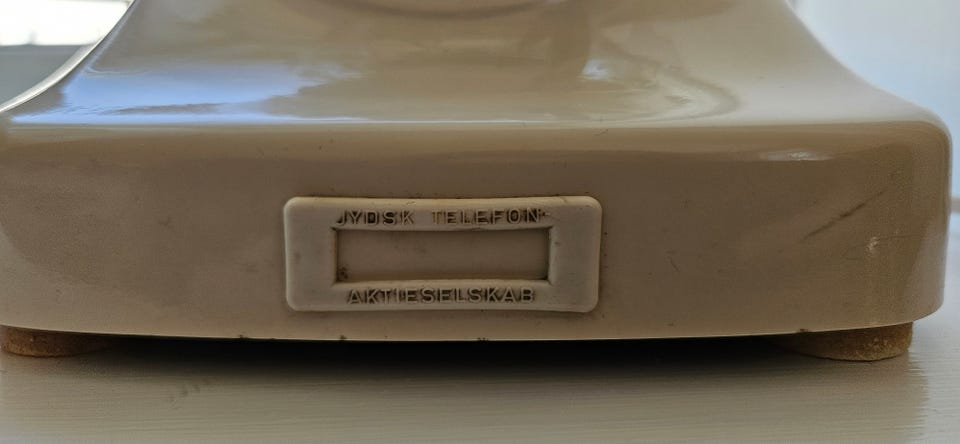 JYDSK TELEFON-
AKTIESELSKAB